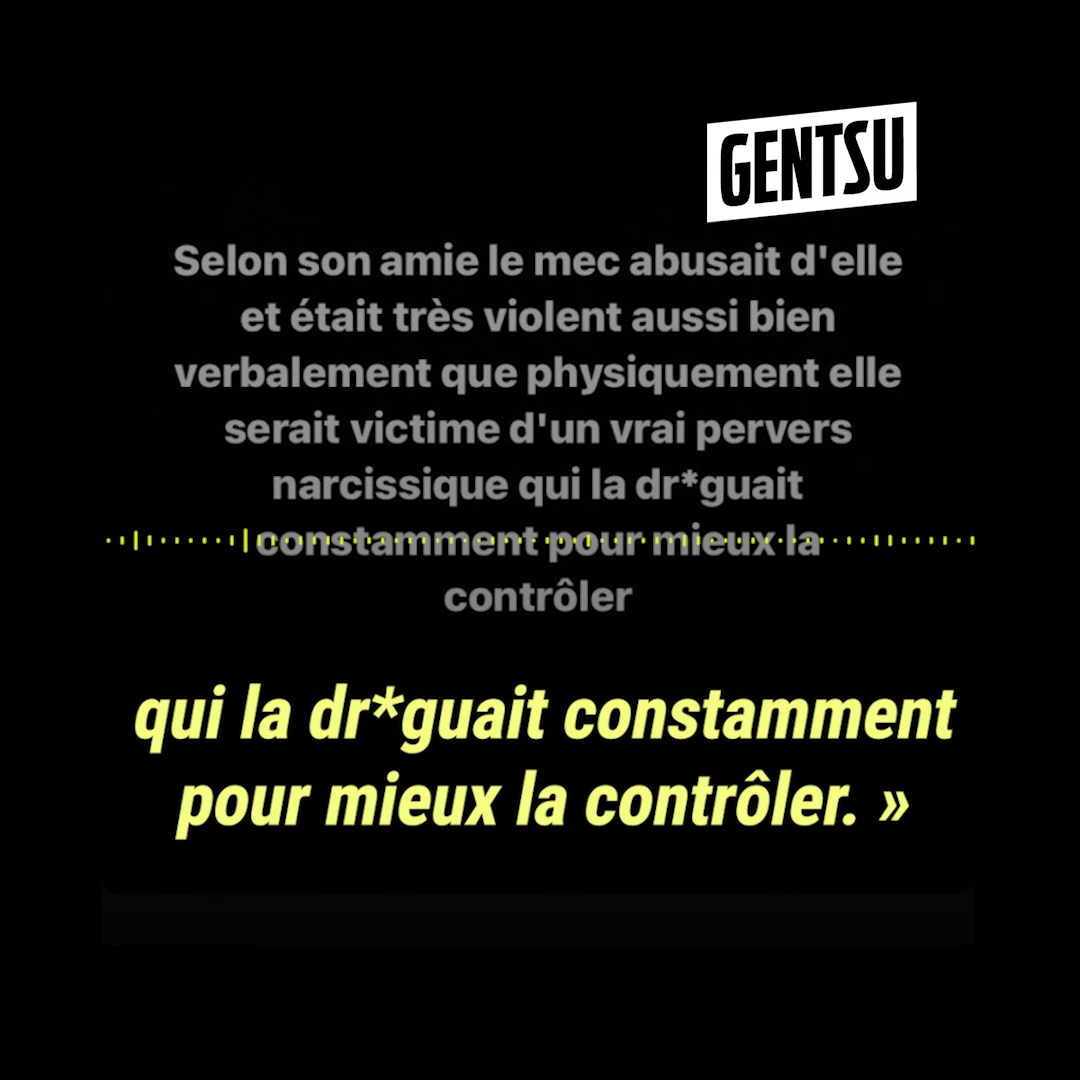 GENTSU
Selon son amie le mec abusait d'elle
et était très violent aussi bien
verbalement que physiquement elle
serait victime d'un vrai pervers
narcissique qui la dr*guait
constamment pour mieux la
contrôler
qui la dr*guait constamment
pour mieux la contrôler. »